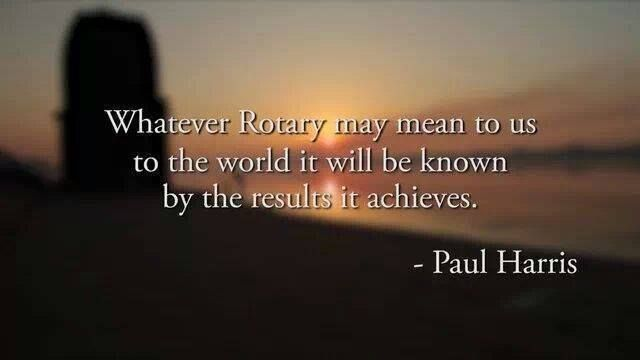 Whatever Rotary may mean to us
to the world it will be known
by the results it achieves.
- Paul Harris